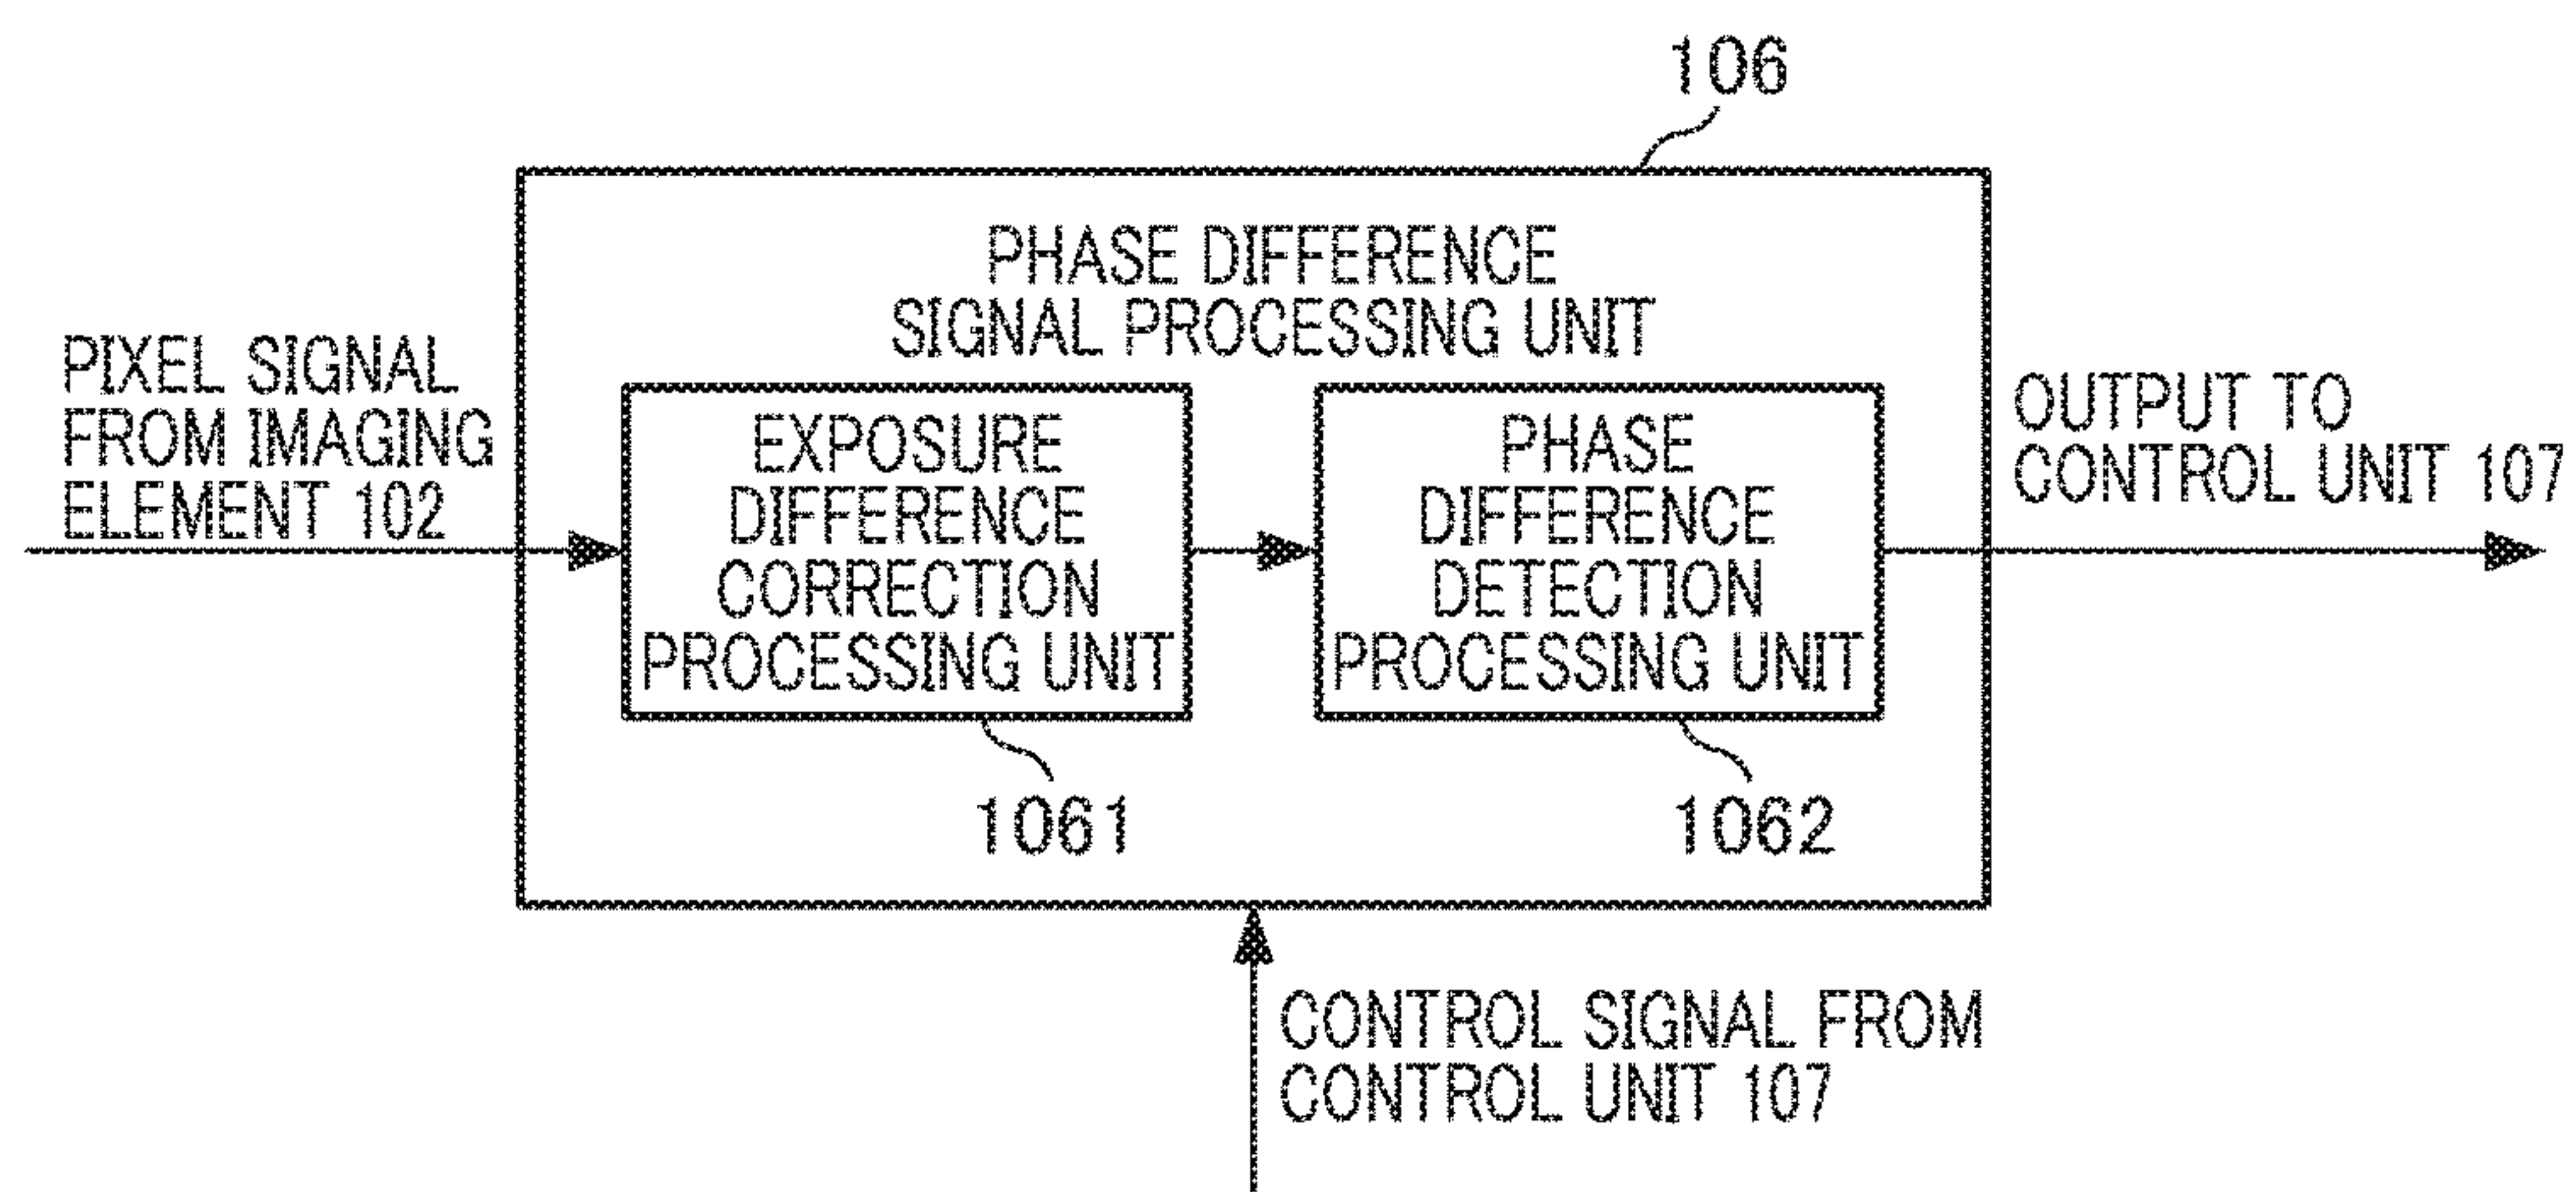 106
PHASE DIFFERENCE
SIGNAL PROCESSING UNIT
PIXEL SIGNAL
FROM IMAGING
ELEMENT 102
EXPOSURE
DIFFERENCE
CORRECTION
PROCESSING UNIT
1061
PHASE
DIFFERENCE
DETECTION
PROCESSING UNIT
1062
OUTPUT TO
CONTROL UNIT 107
CONTROL SIGNAL FROM
CONTROL UNIT 107